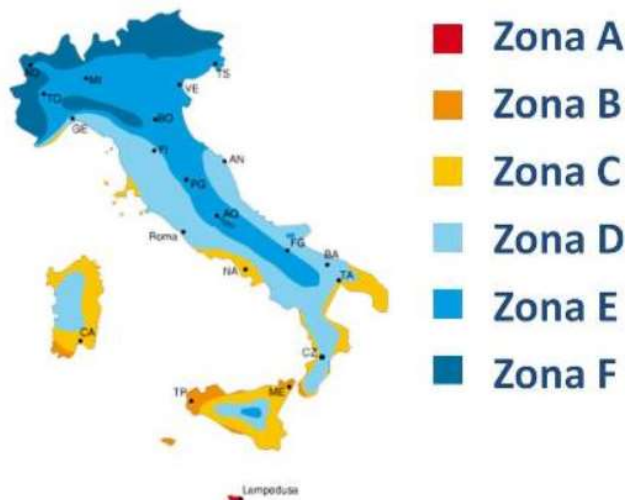 AO
MI
TS
TO
VE
GE
BO
FI
AN
PG
AQ
Roma
FG
BA
NA
TA
CA
CZ
TP
ME
Lampedusa
Zona A
Zona B
Zona C
Zona D
Zona E
Zona F